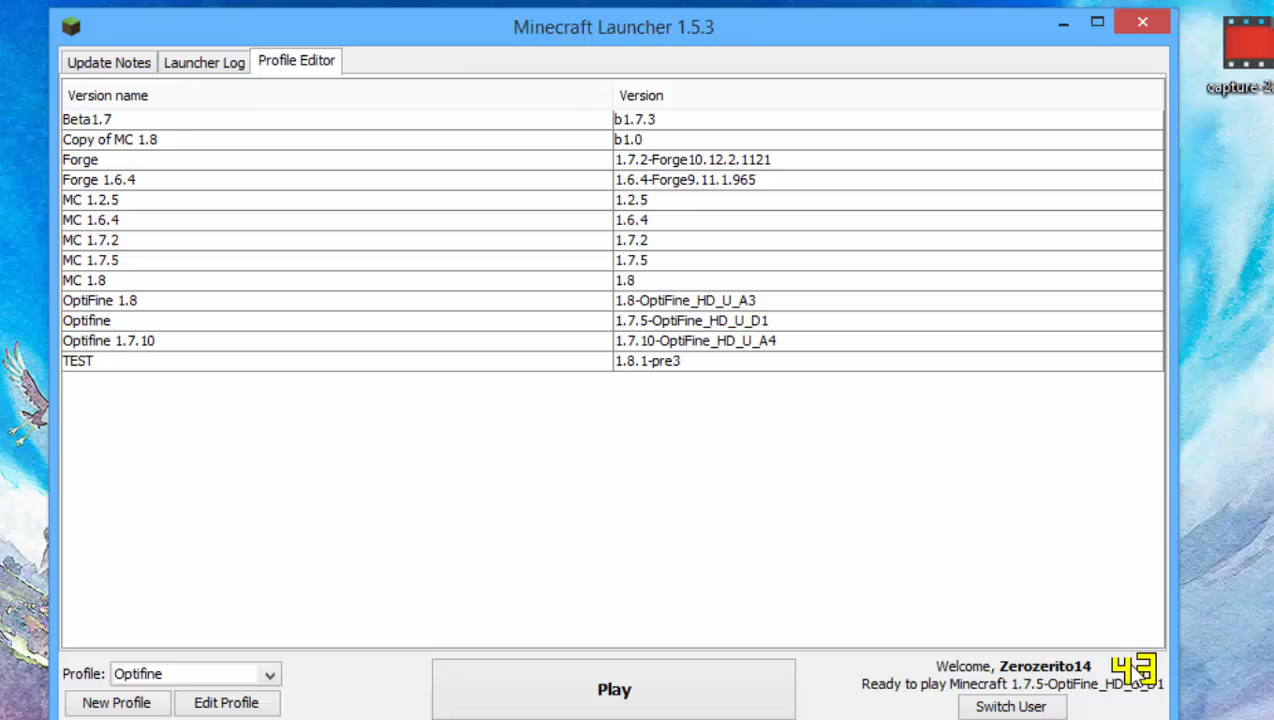 Minecraft Launcher 1.5.3
Update Notes Launcher Log Profile Editor
Version name Version
Beta1.7 b1.7.3
Copy of MC 1.8 b1.0
Forge 1.7.2-Forge10.12.2.1121
Forge 1.6.4 1.6.4-Forge9.11.1.965
MC 1.2.5 1.2.5
MC 1.6.4 1.6.4
MC 1.7.2 1.7.2
MC 1.7.5 1.7.5
MC 1.8 1.8
OptiFine 1.8 1.8-OptiFine_HD_U_A3
Optifine 1.7.5-OptiFine_HD_U_D1
Optifine 1.7.10 1.7.10-OptiFine_HD_U_A4
TEST 1.8.1-pre3
capture-2
Profile: Optifine
New Profile Edit Profile
Play
Welcome, Zerozerito14
43
Ready to play Minecraft 1.7.5-OptiFine_HD_U_D1
Switch User